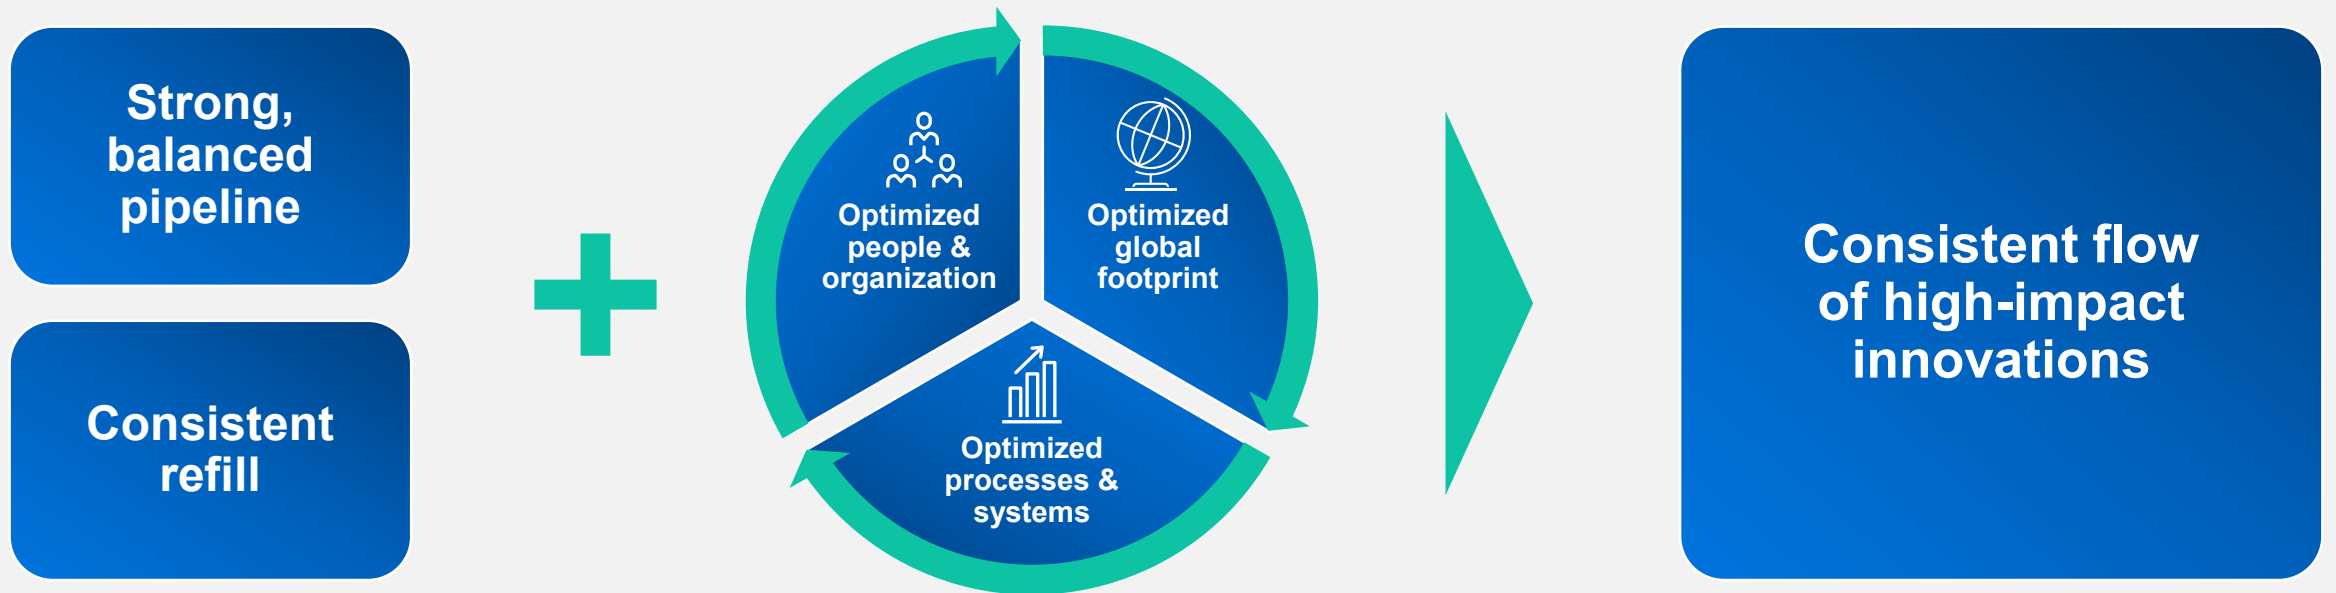 Strong,
balanced
pipeline
Consistent
refill
Optimized
people &
organization
Optimized
global
footprint
Optimized
processes &
systems
Consistent flow
of high-impact
innovations